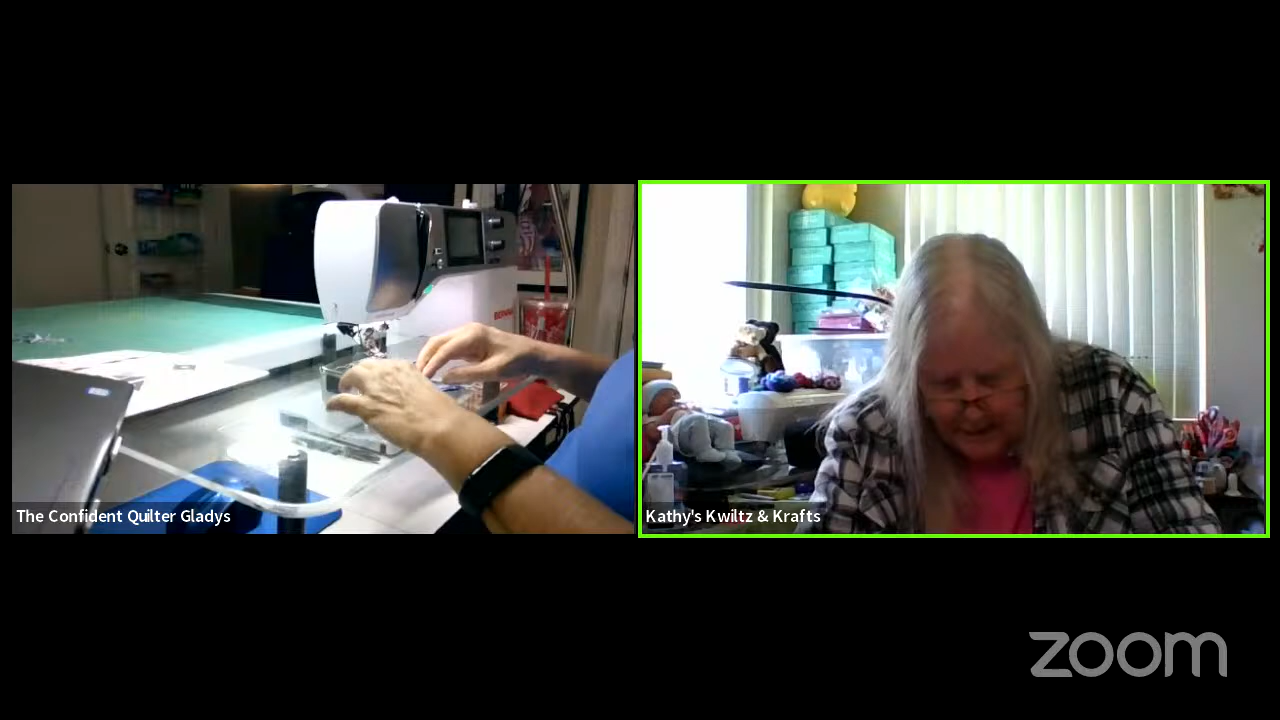 The Confident Quilter Gladys
Kathy's Kwiltz & Krafts
zoom